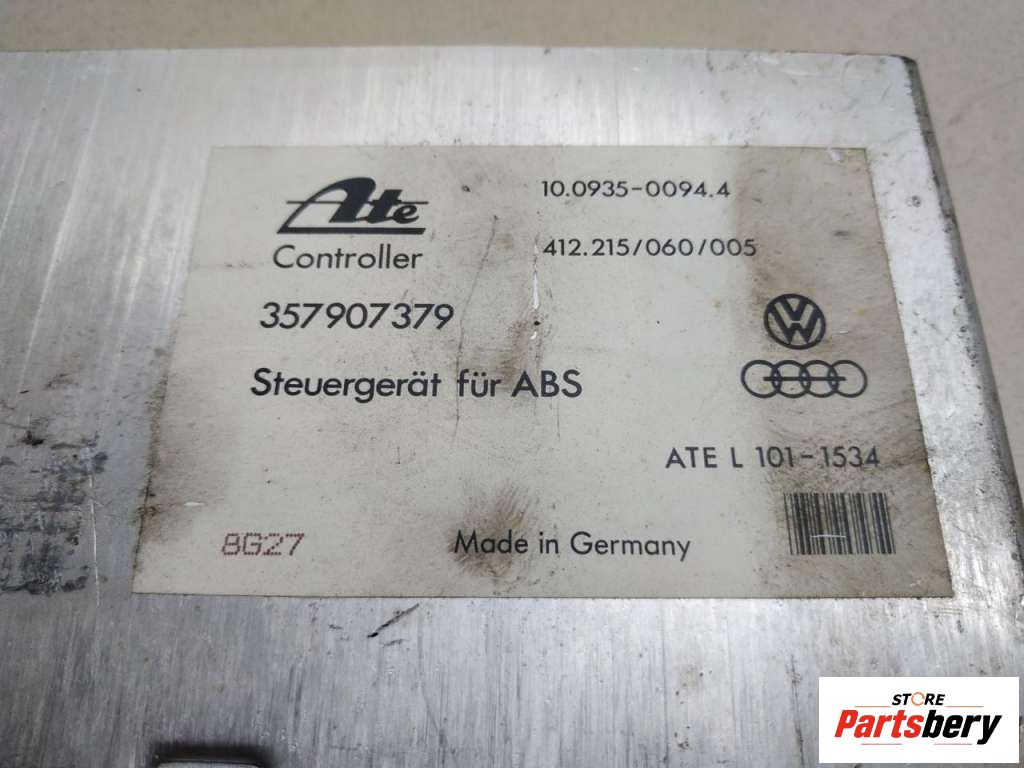 Ate
Controller
10.0935-0094.4
412.215/060/005
357907379
Steuergerät für ABS
VW
ATE L 101-1534
8G27
Made in Germany
STORE
Partsbery